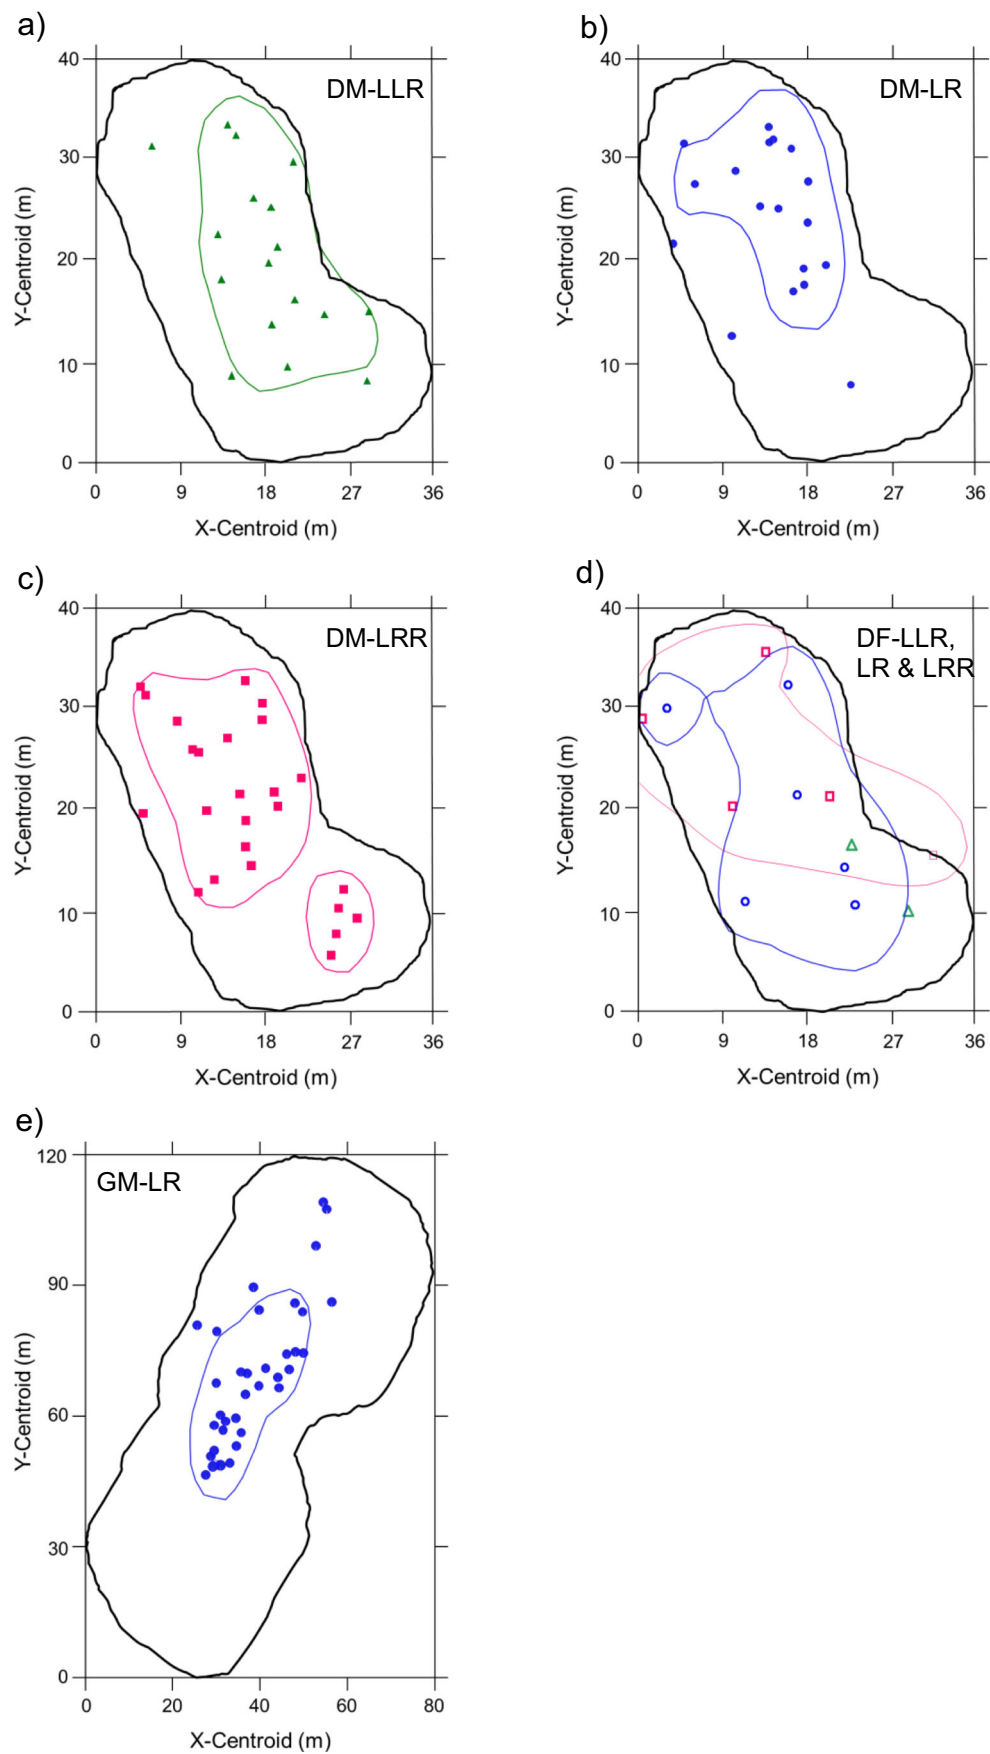 a)
DM-LLR
40
30
20
10
0
0 9 18 27 36
Y-Centroid (m)
X-Centroid (m)
b)
DM-LR
40
30
20
10
0
0 9 18 27 36
Y-Centroid (m)
X-Centroid (m)
c)
DM-LRR
40
30
20
10
0
0 9 18 27 36
Y-Centroid (m)
X-Centroid (m)
d)
DF-LLR,
LR & LRR
40
30
20
10
0
0 9 18 27 36
Y-Centroid (m)
X-Centroid (m)
e)
GM-LR
120
90
60
30
0
0 20 40 60 80
Y-Centroid (m)
X-Centroid (m)